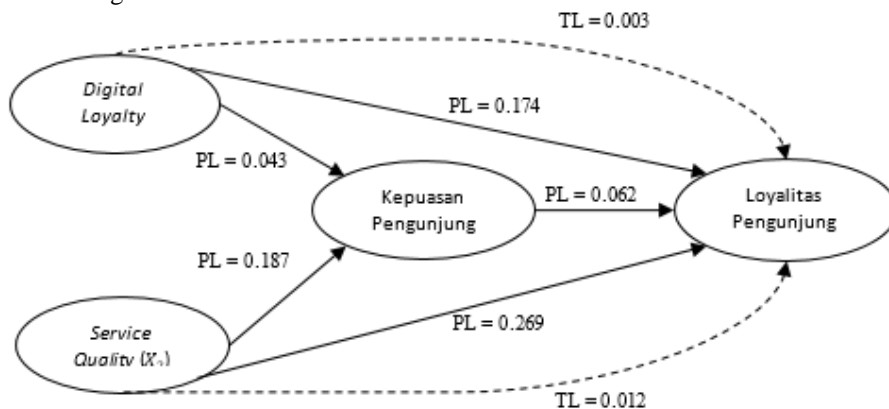 TL = 0.003
Digital
Loyalty
PL = 0.174
PL = 0.043
Kepuasan
Pengunjung
PL = 0.062
Loyalitas
Pengunjung
PL = 0.187
Service
Quality (X₂)
PL = 0.269
TL = 0.012